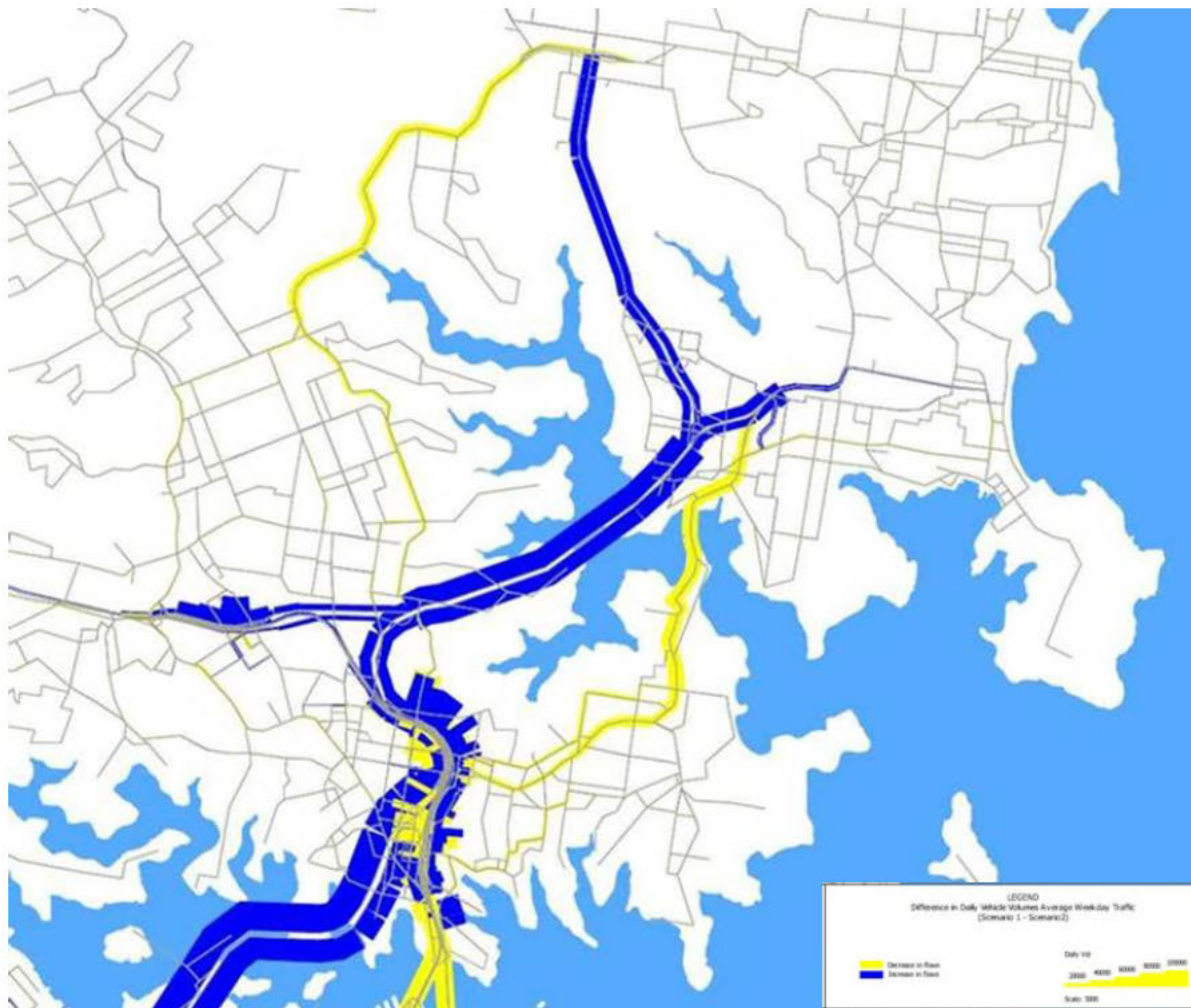 LEGEND
Difference in Daily Vehicle Volumes Average Weekday Traffic
(Scenario 1 - Scenario2)
Decrease in flows
Increase in flows
Daily Vol
20000 40000 60000 80000 100000
Scale: 5000